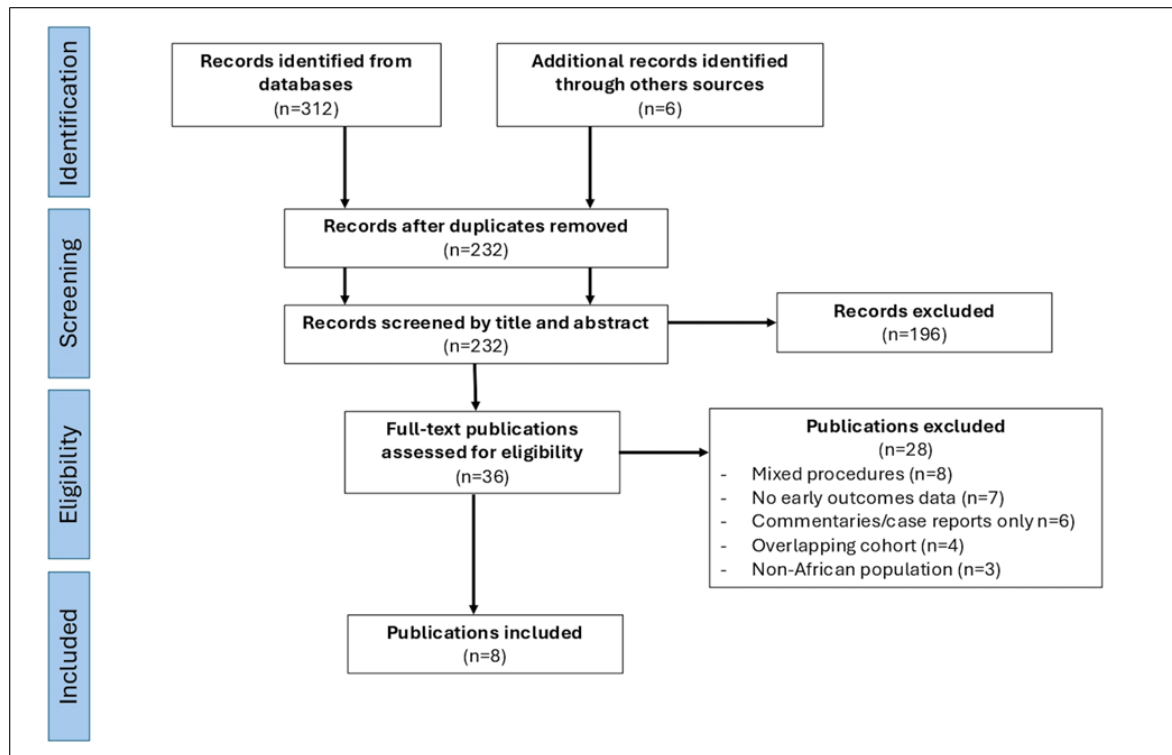 Identification
Records identified from
databases
(n=312)
Additional records identified
through others sources
(n=6)
Screening
Records after duplicates removed
(n=232)
Records screened by title and abstract
(n=232)
Records excluded
(n=196)
Eligibility
Full-text publications
assessed for eligibility
(n=36)
Publications excluded
(n=28)
- Mixed procedures (n=8)
- No early outcomes data (n=7)
- Commentaries/case reports only n=6)
- Overlapping cohort (n=4)
- Non-African population (n=3)
Included
Publications included
(n=8)